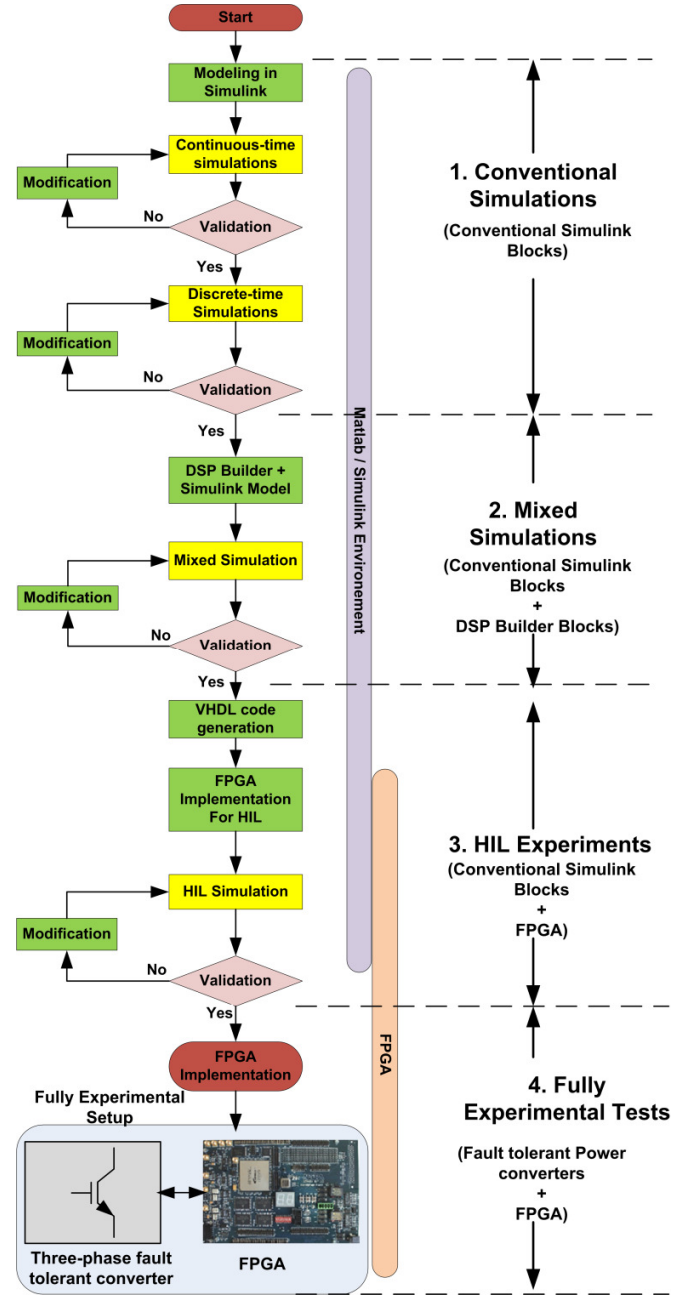 Start
Modeling in
Simulink
Continuous-time
simulations
Modification
No
Validation
Yes
Discrete-time
Simulations
Modification
No
Validation
Yes
DSP Builder +
Simulink Model
Mixed Simulation
Modification
No
Validation
Yes
VHDL code
generation
FPGA
Implementation
For HIL
HIL Simulation
Modification
No
Validation
Yes
FPGA
Implementation
Fully Experimental
Setup
Three-phase fault
tolerant converter
FPGA
Matlab / Simulink Environement
FPGA
1. Conventional
Simulations
(Conventional Simulink
Blocks)
2. Mixed
Simulations
(Conventional Simulink
Blocks
+
DSP Builder Blocks)
3. HIL Experiments
(Conventional Simulink
Blocks
+
FPGA)
4. Fully
Experimental Tests
(Fault tolerant Power
converters
+
FPGA)